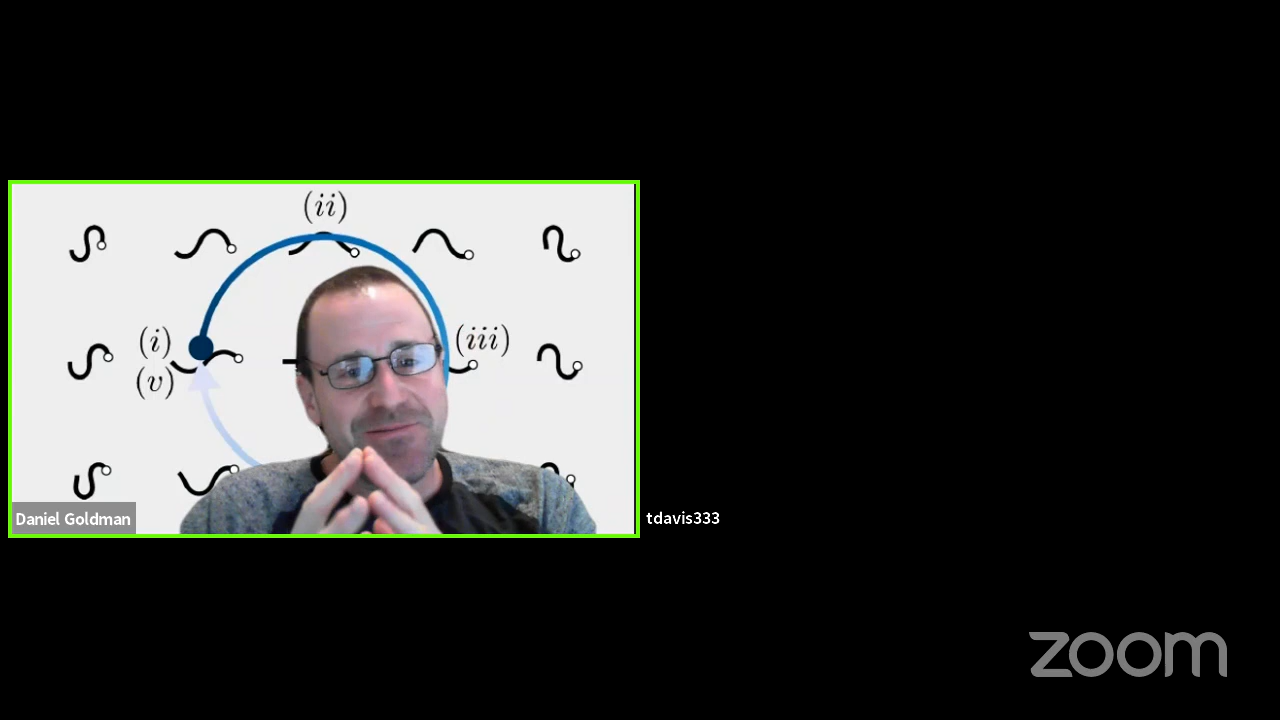 (ii)
(i)
(iii)
(v)
Daniel Goldman
tdavis333
zoom